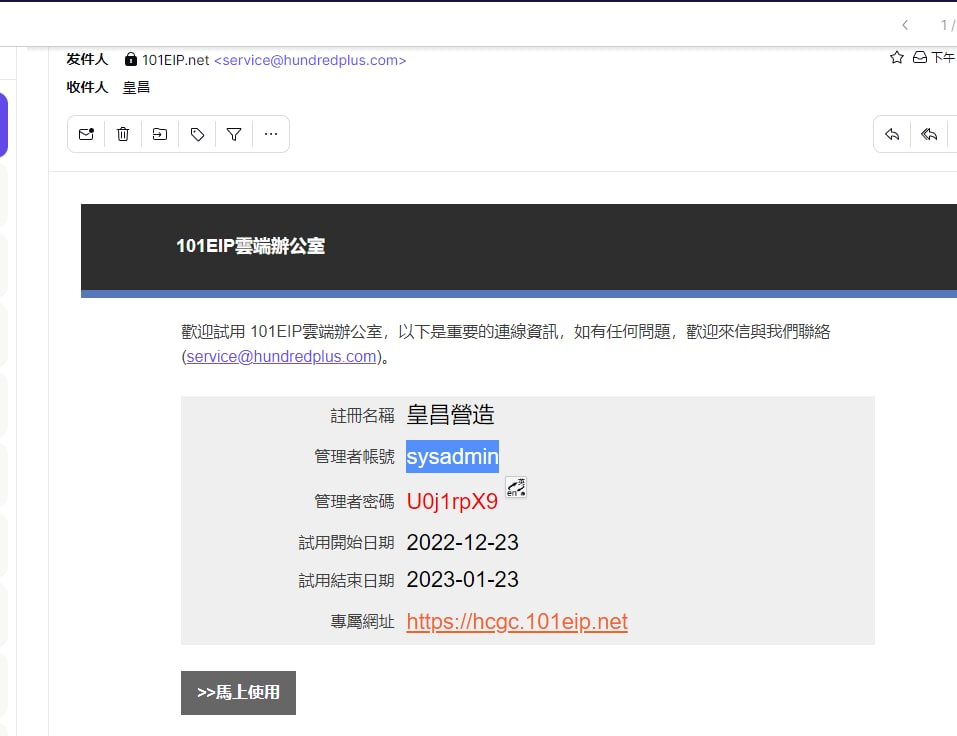 1 /
发件人 101EIP.net <service@hundredplus.com>
下午
收件人 皇昌
101EIP雲端辦公室
歡迎試用 101EIP雲端辦公室，以下是重要的連線資訊，如有任何問題，歡迎來信與我們聯絡
(service@hundredplus.com)。
註冊名稱 皇昌營造
管理者帳號 sysadmin
管理者密碼 U0j1rpX9
試用開始日期 2022-12-23
試用結束日期 2023-01-23
專屬網址 https://hcgc.101eip.net
>>馬上使用